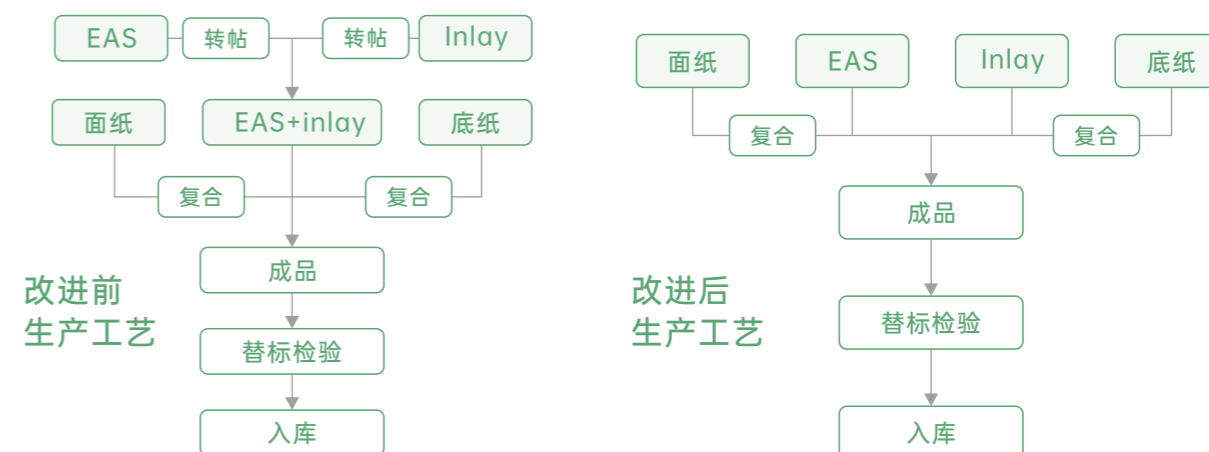 EAS
转帖
转帖
Inlay
面纸
EAS+inlay
底纸
复合
复合
成品
改进前
生产工艺
替标检验
入库
面纸
EAS
Inlay
底纸
复合
复合
成品
改进后
生产工艺
替标检验
入库